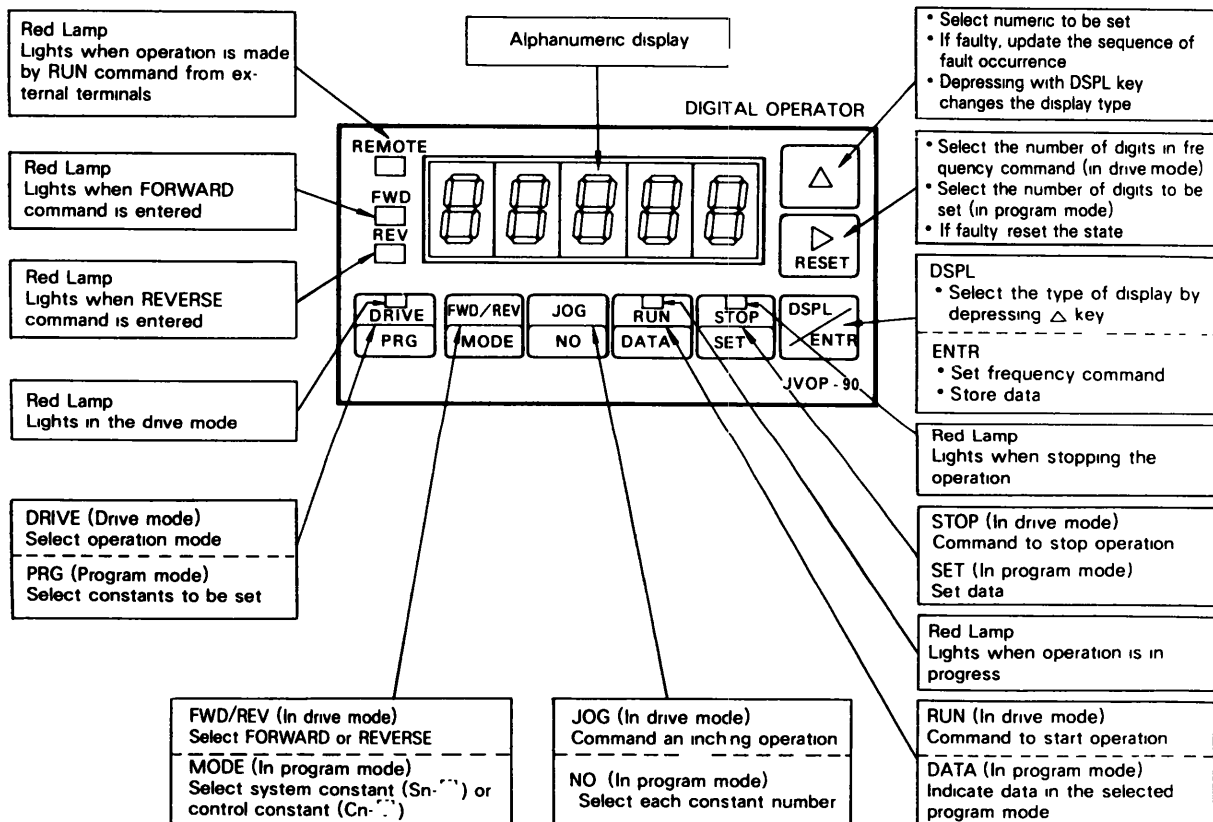 Red Lamp
Lights when operation is made
by RUN command from ex-
ternal terminals
Red Lamp
Lights when FORWARD
command is entered
Red Lamp
Lights when REVERSE
command is entered
Red Lamp
Lights in the drive mode
DRIVE (Drive mode)
Select operation mode
PRG (Program mode)
Select constants to be set
Alphanumeric display
DIGITAL OPERATOR
REMOTE
FWD
REV
88888
△
▷
RESET
DRIVE
PRG
FWD/REV
MODE
JOG
NO
RUN
DATA
STOP
SET
DSPL
ENTR
JVOP - 90
• Select numeric to be set
• If faulty, update the sequence of
fault occurrence
• Depressing with DSPL key
changes the display type
• Select the number of digits in fre
quency command (in drive mode)
• Select the number of digits to be
set (in program mode)
• If faulty reset the state
DSPL
• Select the type of display by
depressing △ key
ENTR
• Set frequency command
• Store data
Red Lamp
Lights when stopping the
operation
STOP (In drive mode)
Command to stop operation
SET (In program mode)
Set data
Red Lamp
Lights when operation is in
progress
RUN (In drive mode)
Command to start operation
DATA (In program mode)
Indicate data in the selected
program mode
FWD/REV (In drive mode)
Select FORWARD or REVERSE
MODE (In program mode)
Select system constant (Sn-) or
control constant (Cn-)
JOG (In drive mode)
Command an inching operation
NO (In program mode)
Select each constant number